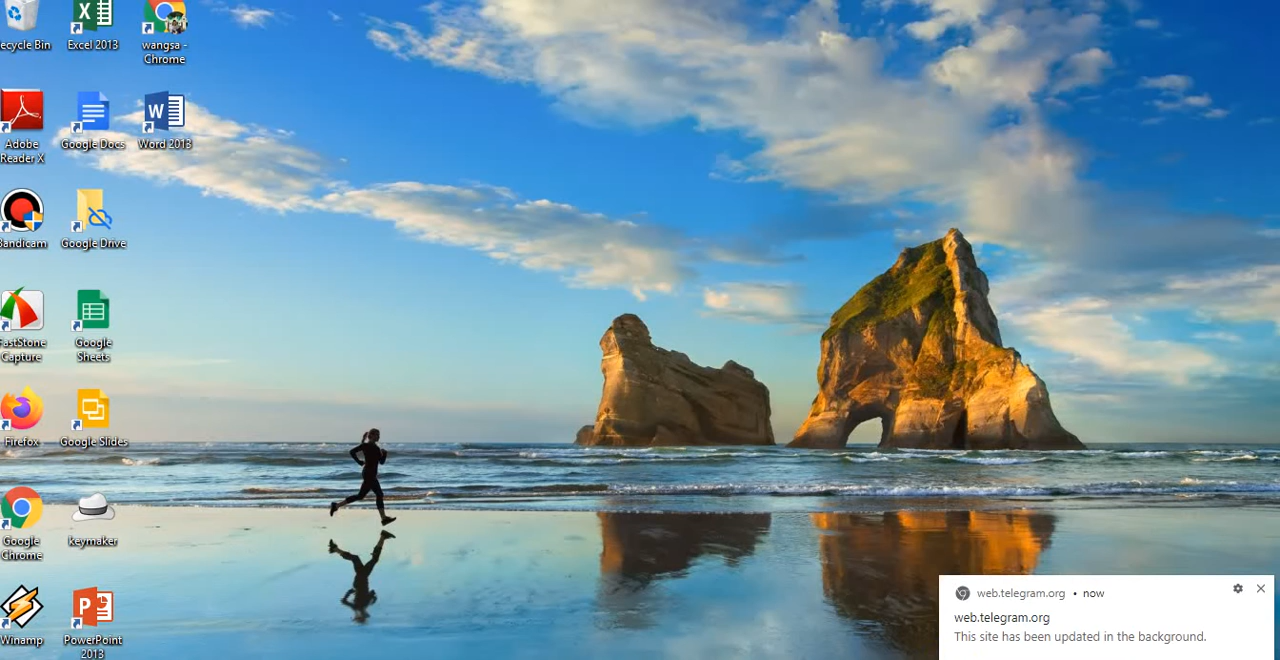 ecycle Bin
Excel 2013
wangsa -
Chrome
Adobe
Reader X
Google Docs
Word 2013
Bandicam
Google Drive
FastStone
Capture
Google
Sheets
Firefox
Google Slides
Google
Chrome
keymaker
Winamp
PowerPoint
2013
web.telegram.org • now
web.telegram.org
This site has been updated in the background.